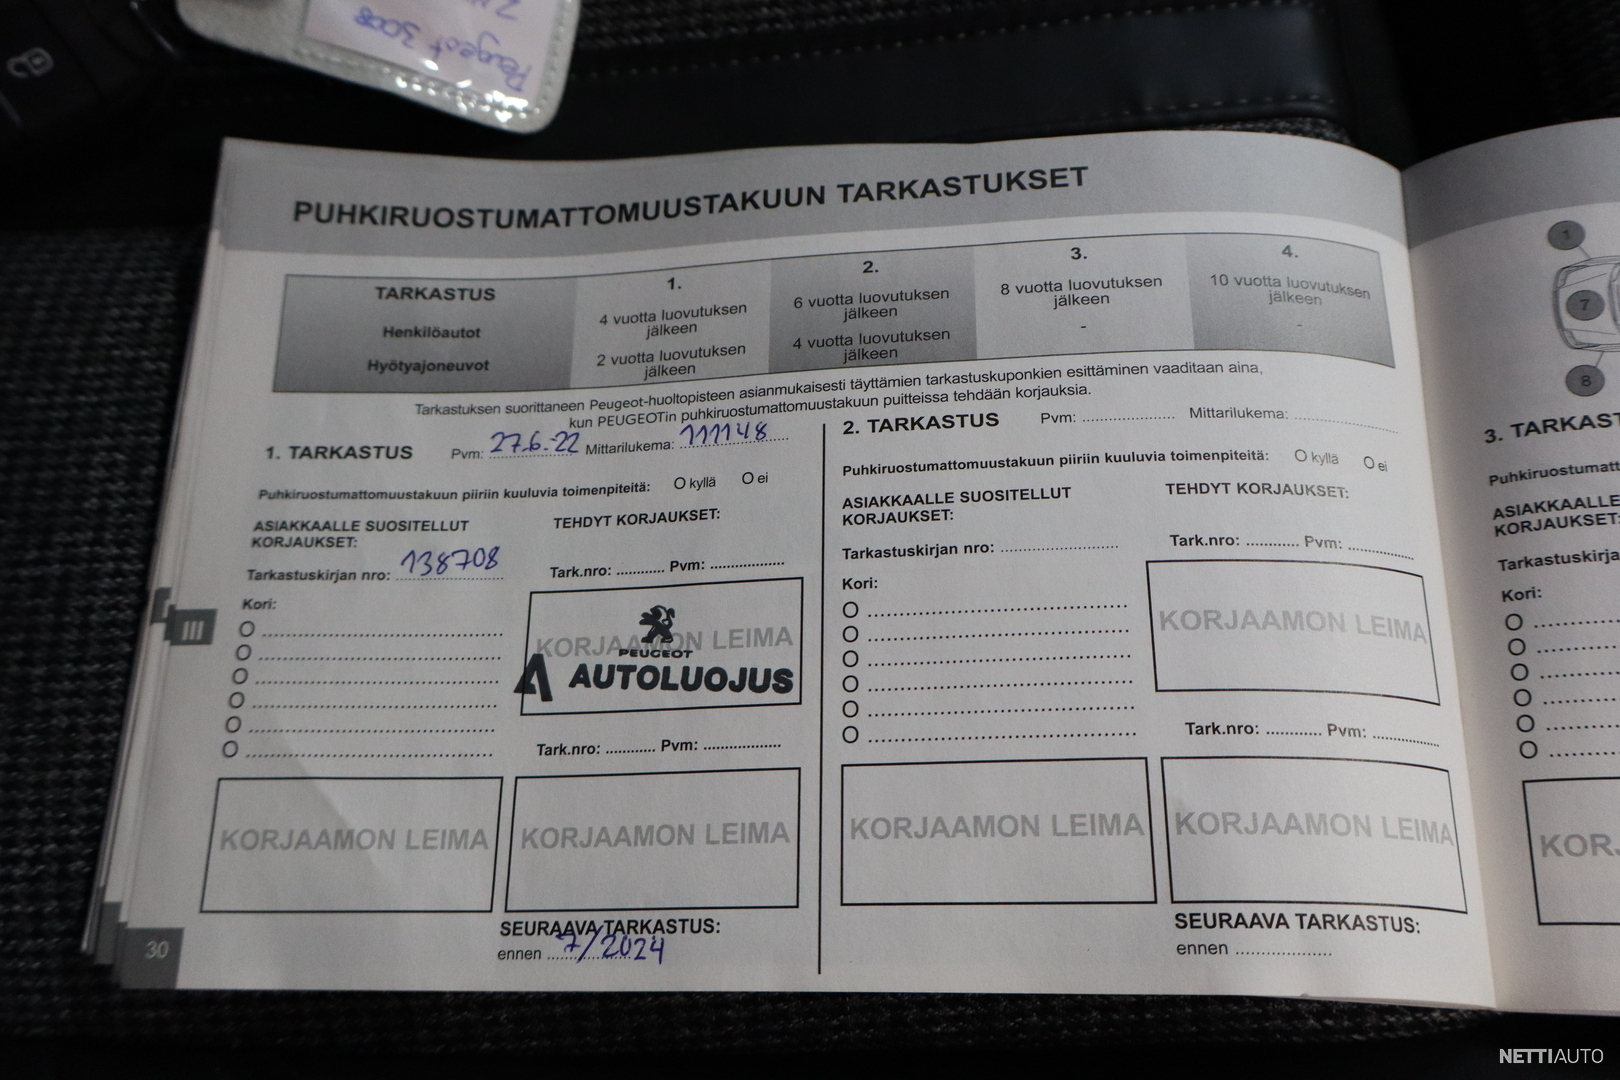 Peugeot 3008
PUHKIRUOSTUMATTOMUUSTAKUUN TARKASTUKSET
TARKASTUS
Henkilöautot
Hyötyajoneuvot
1.
4 vuotta luovutuksen
jälkeen
2 vuotta luovutuksen
jälkeen
2.
6 vuotta luovutuksen
jälkeen
4 vuotta luovutuksen
jälkeen
3.
8 vuotta luovutuksen
jälkeen
-
4.
10 vuotta luovutuksen
jälkeen
-
Tarkastuksen suorittaneen Peugeot-huoltopisteen asianmukaisesti täyttämien tarkastuskuponkien esittäminen vaaditaan aina,
kun PEUGEOTin puhkiruostumattomuustakuun puitteissa tehdään korjauksia.
1. TARKASTUS Pvm: 27.6.-22 Mittarilukema: 111148
Puhkiruostumattomuustakuun piiriin kuuluvia toimenpiteitä: O kyllä O ei
ASIAKKAALLE SUOSITELLUT
KORJAUKSET:
Tarkastuskirjan nro: 138708
Kori:
TEHDYT KORJAUKSET:
Tark.nro: ............ Pvm: ................
KORJAAMON LEIMA
PEUGEOT
AUTOLUOJUS
Tark.nro: ............ Pvm: ................
KORJAAMON LEIMA
KORJAAMON LEIMA
SEURAAVA TARKASTUS:
ennen 7/2024
30
III
2. TARKASTUS Pvm: .................... Mittarilukema: ....................
Puhkiruostumattomuustakuun piiriin kuuluvia toimenpiteitä: O kyllä O ei
ASIAKKAALLE SUOSITELLUT
KORJAUKSET:
Tarkastuskirjan nro: ....................
Kori:
TEHDYT KORJAUKSET:
Tark.nro: ............ Pvm: ..............
KORJAAMON LEIMA
Tark.nro: ............ Pvm: ..............
KORJAAMON LEIMA
KORJAAMON LEIMA
SEURAAVA TARKASTUS:
ennen ..................
1
7
8
3. TARKAST
Puhkiruostumatt
ASIAKKAALLE
KORJAUKSET:
Tarkastuskirja
Kori:
KOR
NETTIAUTO